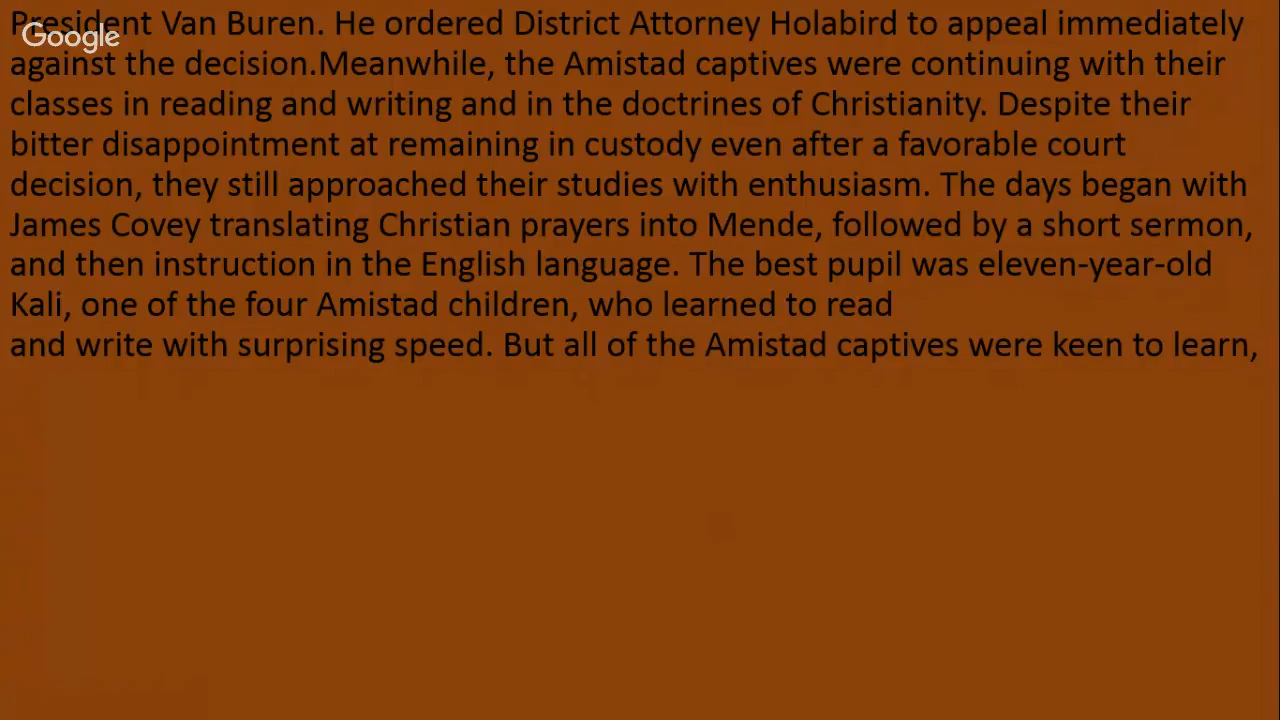 President Van Buren. He ordered District Attorney Holabird to appeal immediately
Google
against the decision.Meanwhile, the Amistad captives were continuing with their
classes in reading and writing and in the doctrines of Christianity. Despite their
bitter disappointment at remaining in custody even after a favorable court
decision, they still approached their studies with enthusiasm. The days began with
James Covey translating Christian prayers into Mende, followed by a short sermon,
and then instruction in the English language. The best pupil was eleven-year-old
Kali, one of the four Amistad children, who learned to read
and write with surprising speed. But all of the Amistad captives were keen to learn,